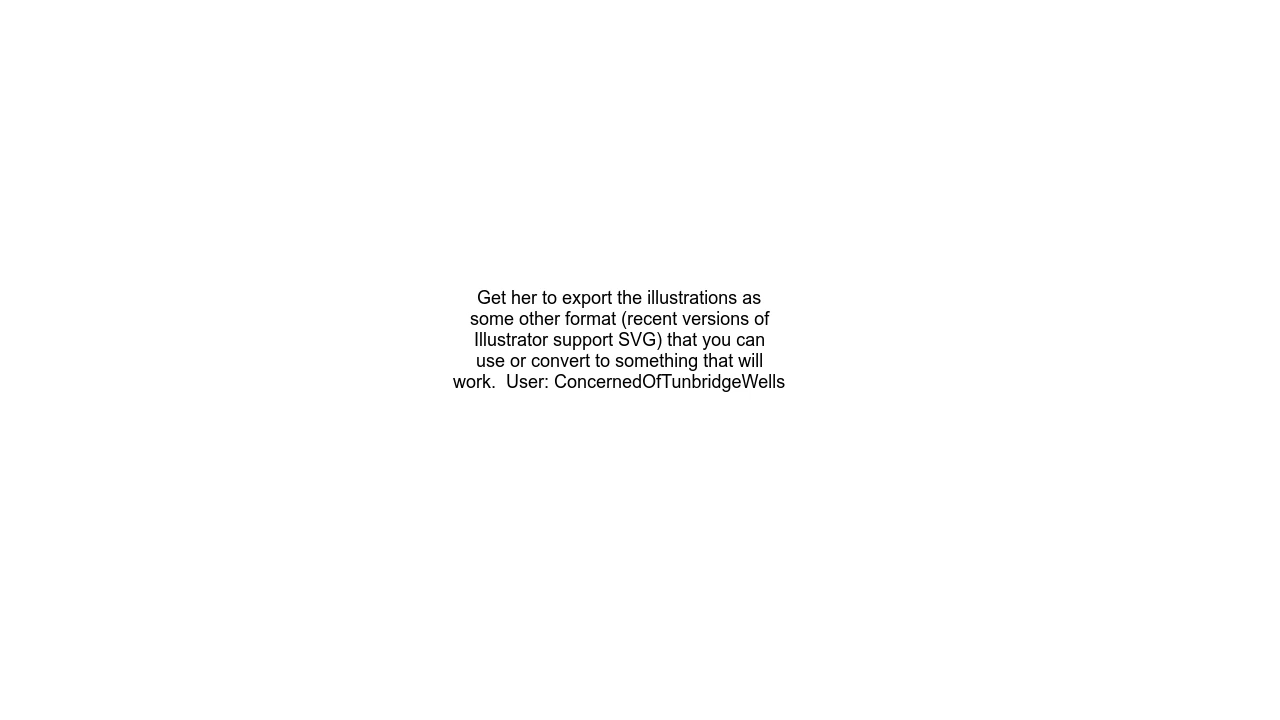 Get her to export the illustrations as
some other format (recent versions of
Illustrator support SVG) that you can
use or convert to something that will
work.  User: ConcernedOfTunbridgeWells